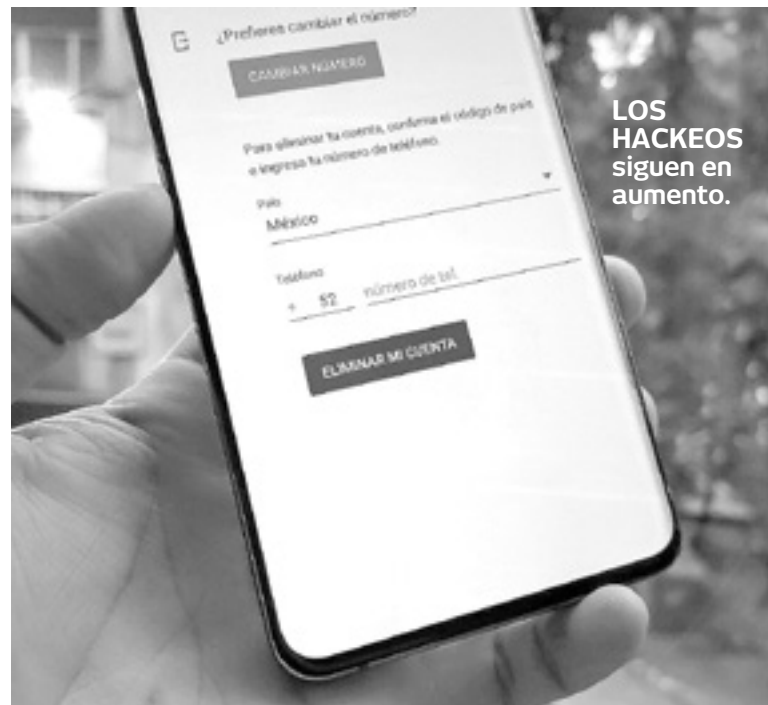 ¿Prefieres cambiar el número?
CAMBIAR NÚMERO
Para eliminar tu cuenta, confirma el código de país
e ingresa tu número de teléfono.
País
México
Teléfono
+ 52 número de tel.
ELIMINAR MI CUENTA
LOS
HACKEOS
siguen en
aumento.